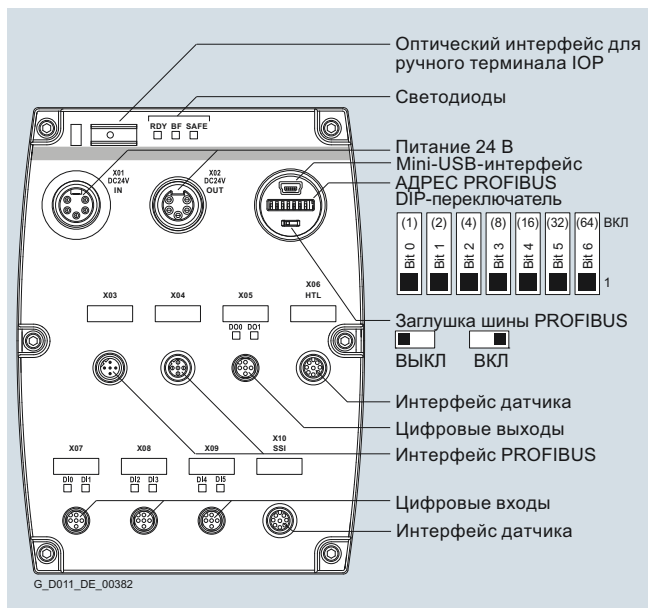 Оптический интерфейс для
ручного терминала IOP
Светодиоды
RDY BF SAFE
Питание 24 В
Mini-USB-интерфейс
АДРЕС PROFIBUS
DIP-переключатель
X01
DC24V
IN
X02
DC24V
OUT
(1) (2) (4) (8) (16) (32) (64) ВКЛ
Bit 0 Bit 1 Bit 2 Bit 3 Bit 4 Bit 5 Bit 6
1
X03 X04 X05 X06
HTL
DO0 DO1
Заглушка шины PROFIBUS
ВЫКЛ ВКЛ
Интерфейс датчика
Цифровые выходы
Интерфейс PROFIBUS
X07 X08 X09 X10
SSI
DI0 DI1 DI2 DI3 DI4 DI5
Цифровые входы
Интерфейс датчика
G_D011_DE_00382